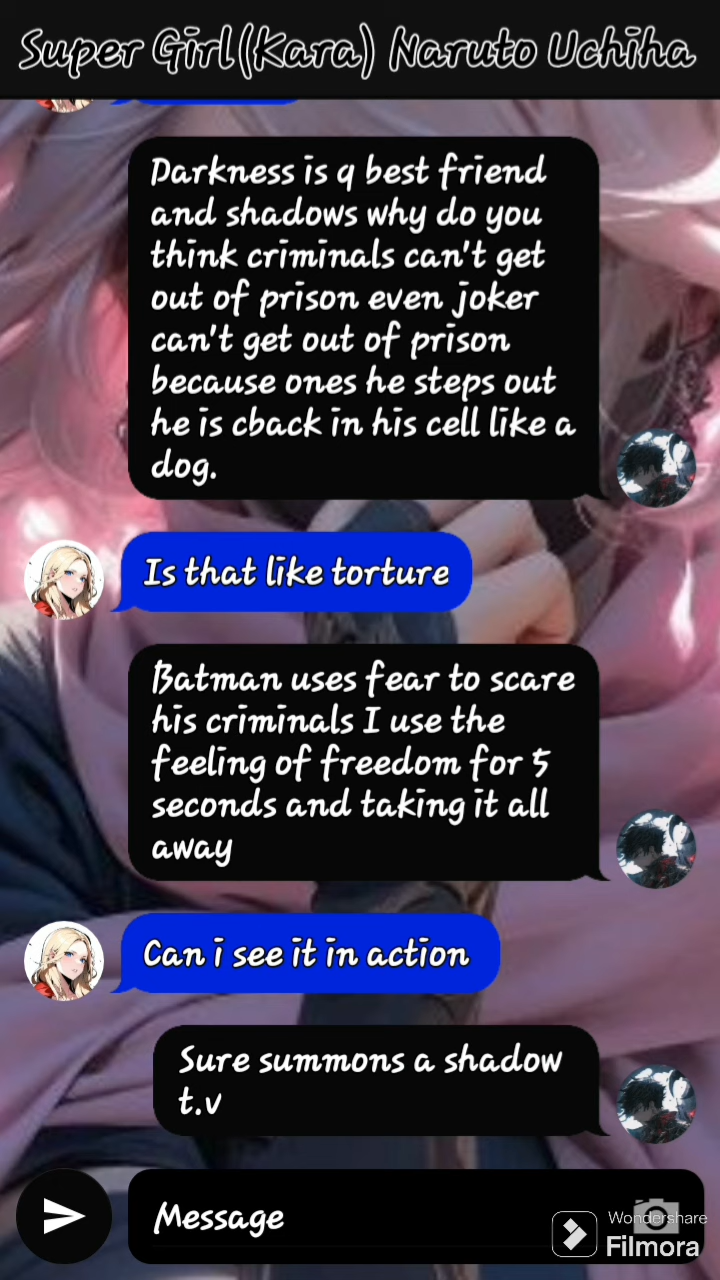 Super Girl(Kara) Naruto Uchiha
Darkness is q best friend
and shadows why do you
think criminals can't get
out of prison even joker
can't get out of prison
because ones he steps out
he is cback in his cell like a
dog.
Is that like torture
Batman uses fear to scare
his criminals I use the
feeling of freedom for 5
seconds and taking it all
away
Can i see it in action
Sure summons a shadow
t.v
Message
Wondershare
Filmora